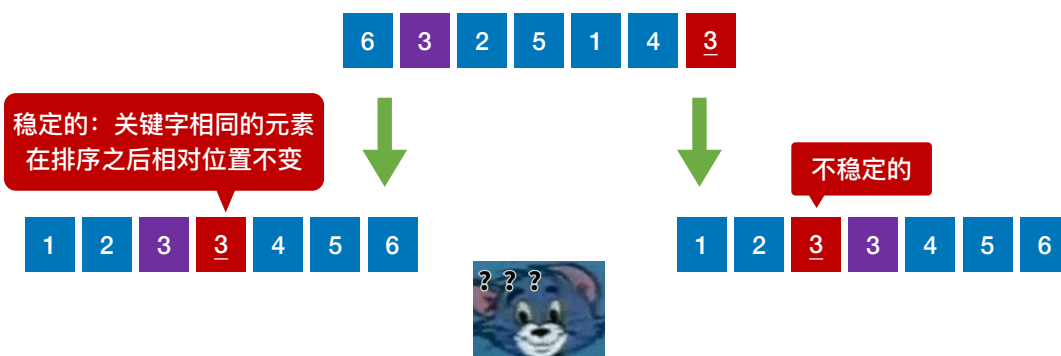 6 3 2 5 1 4 3
稳定的：关键字相同的元素
在排序之后相对位置不变
不稳定的
1 2 3 3 4 5 6
1 2 3 3 4 5 6
? ? ?